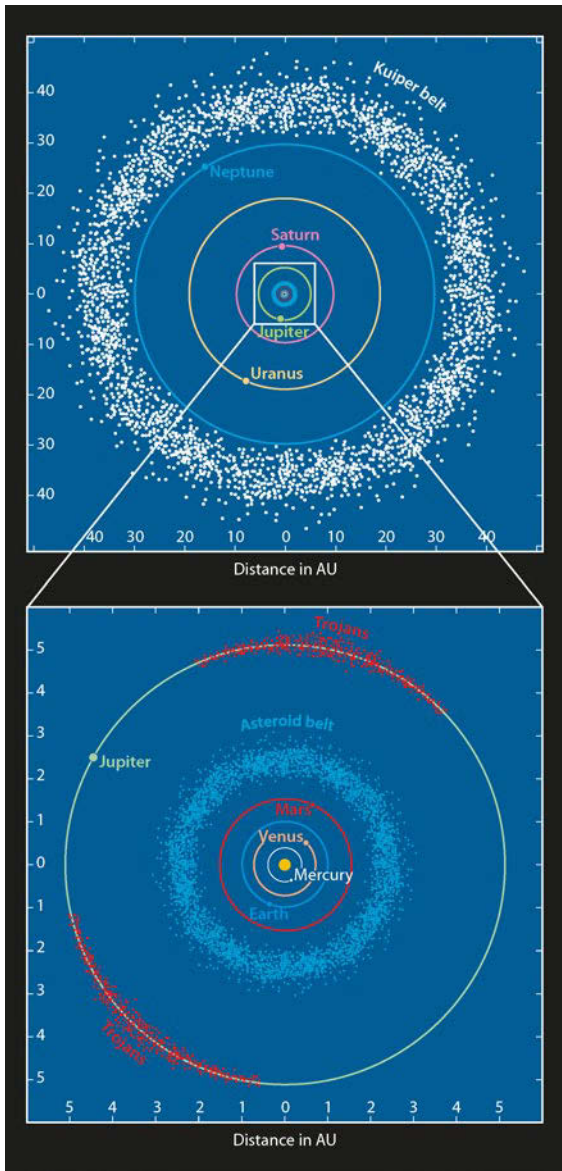 Kuiper belt
40
30
Neptune
20
Saturn
10
0
Jupiter
10
Uranus
20
30
40
40 30 20 10 0 10 20 30 40
Distance in AU
Trojans
5
4
Asteroid belt
3
Jupiter
2
Mars
1
Venus
0
Mercury
1
Earth
2
3
4
Trojans
5
5 4 3 2 1 0 1 2 3 4 5
Distance in AU